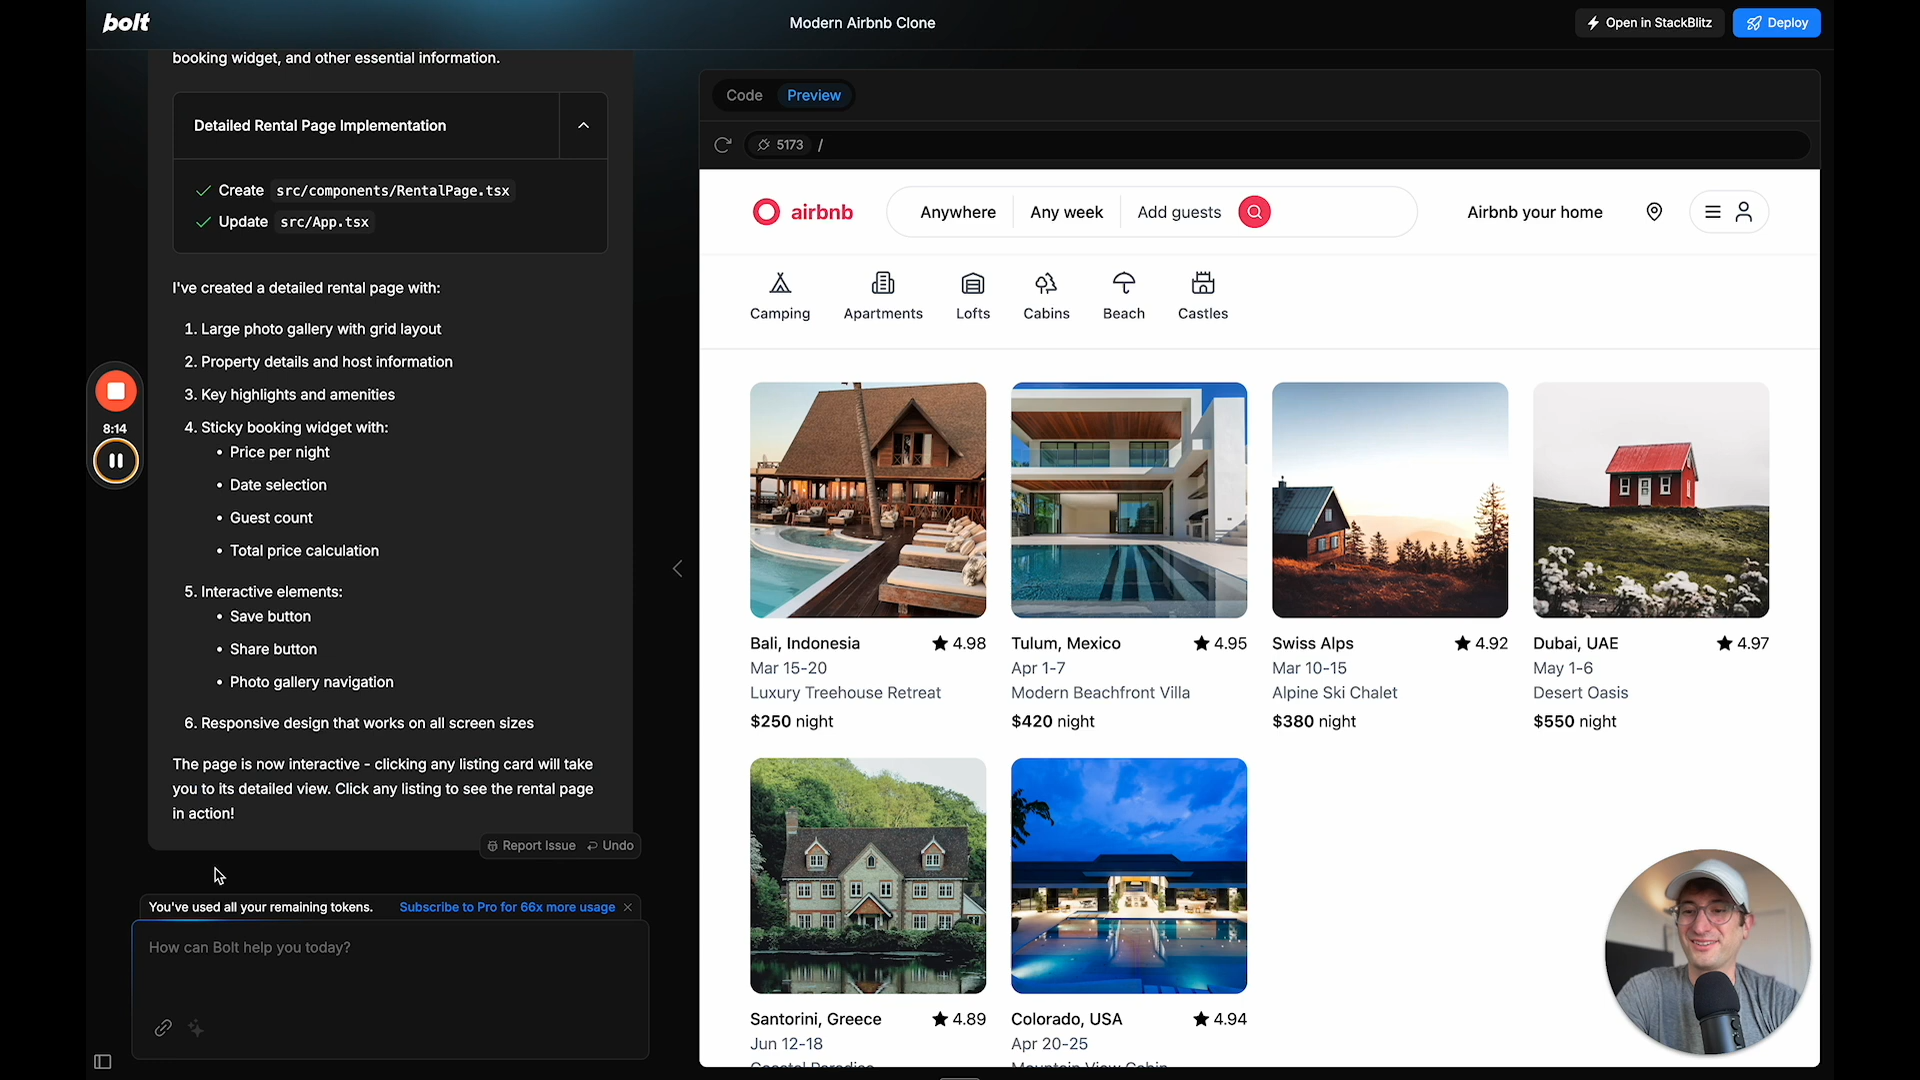 bolt
Modern Airbnb Clone
Open in StackBlitz
Deploy
booking widget, and other essential information.
Detailed Rental Page Implementation
Create src/components/RentalPage.tsx
Update src/App.tsx
I've created a detailed rental page with:
1. Large photo gallery with grid layout
2. Property details and host information
3. Key highlights and amenities
4. Sticky booking widget with:
• Price per night
• Date selection
• Guest count
• Total price calculation
5. Interactive elements:
• Save button
• Share button
• Photo gallery navigation
6. Responsive design that works on all screen sizes
The page is now interactive - clicking any listing card will take
you to its detailed view. Click any listing to see the rental page
in action!
Report Issue
Undo
You've used all your remaining tokens.
Subscribe to Pro for 66x more usage
How can Bolt help you today?
8:14
Code
Preview
5173 /
airbnb
Anywhere
Any week
Add guests
Airbnb your home
Camping
Apartments
Lofts
Cabins
Beach
Castles
Bali, Indonesia
4.98
Mar 15-20
Luxury Treehouse Retreat
$250 night
Tulum, Mexico
4.95
Apr 1-7
Modern Beachfront Villa
$420 night
Swiss Alps
4.92
Mar 10-15
Alpine Ski Chalet
$380 night
Dubai, UAE
4.97
May 1-6
Desert Oasis
$550 night
Santorini, Greece
4.89
Jun 12-18
Coastal Paradise
Colorado, USA
4.94
Apr 20-25
Mountain View Cabin